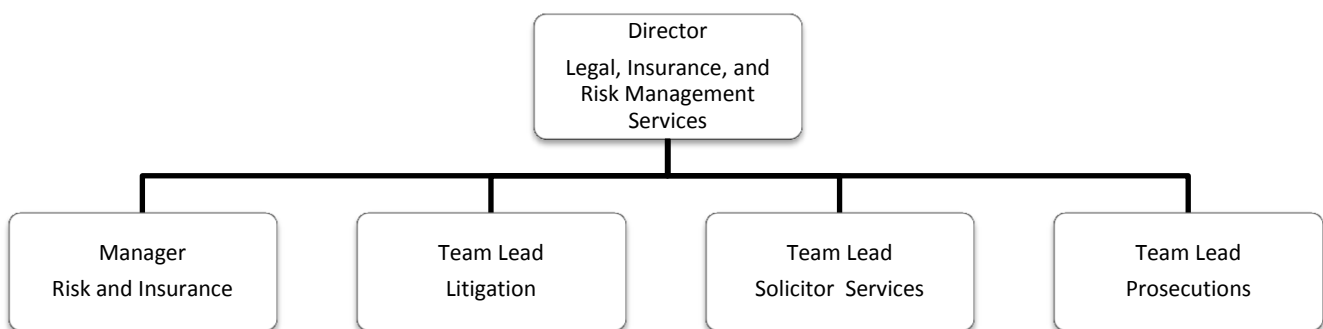 Director
Legal, Insurance, and
Risk Management
Services
Manager
Risk and Insurance
Team Lead
Litigation
Team Lead
Solicitor  Services
Team Lead
Prosecutions